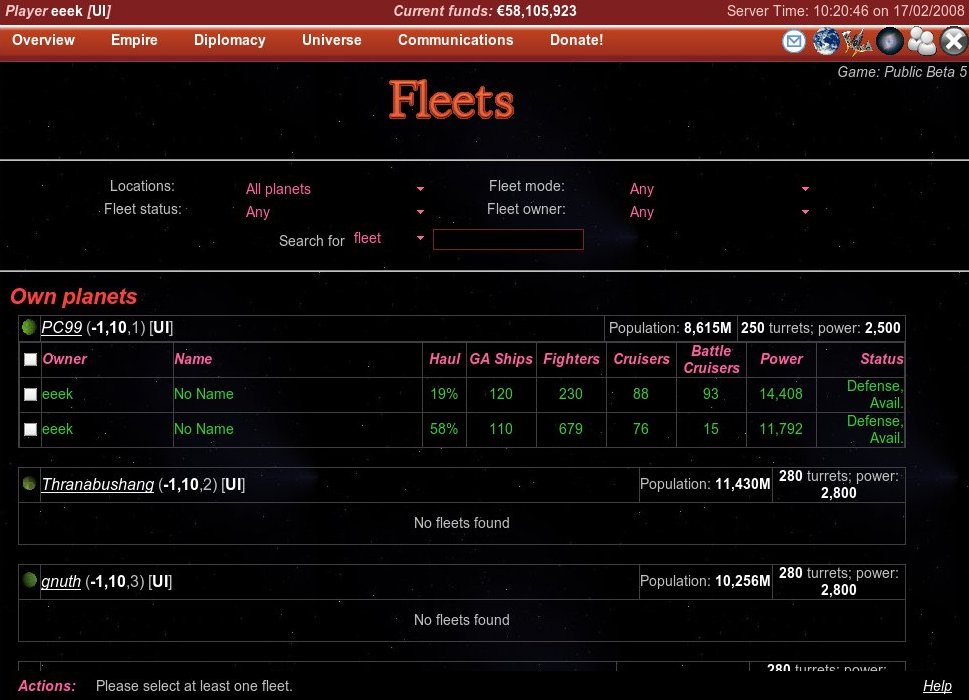 Player eeek [UI] Current funds: €58,105,923 Server Time: 10:20:46 on 17/02/2008
Overview Empire Diplomacy Universe Communications Donate!
Game: Public Beta 5
Fleets
Locations: All planets Fleet mode: Any
Fleet status: Any Fleet owner: Any
Search for fleet
Own planets
PC99 (-1,10,1) [UI] Population: 8,615M 250 turrets; power: 2,500
Owner Name Haul GA Ships Fighters Cruisers Battle Cruisers Power Status
eeek No Name 19% 120 230 88 93 14,408 Defense, Avail.
eeek No Name 58% 110 679 76 15 11,792 Defense, Avail.
Thranabushang (-1,10,2) [UI] Population: 11,430M 280 turrets; power: 2,800
No fleets found
gnuth (-1,10,3) [UI] Population: 10,256M 280 turrets; power: 2,800
No fleets found
280 turrets; power:
Actions: Please select at least one fleet. Help